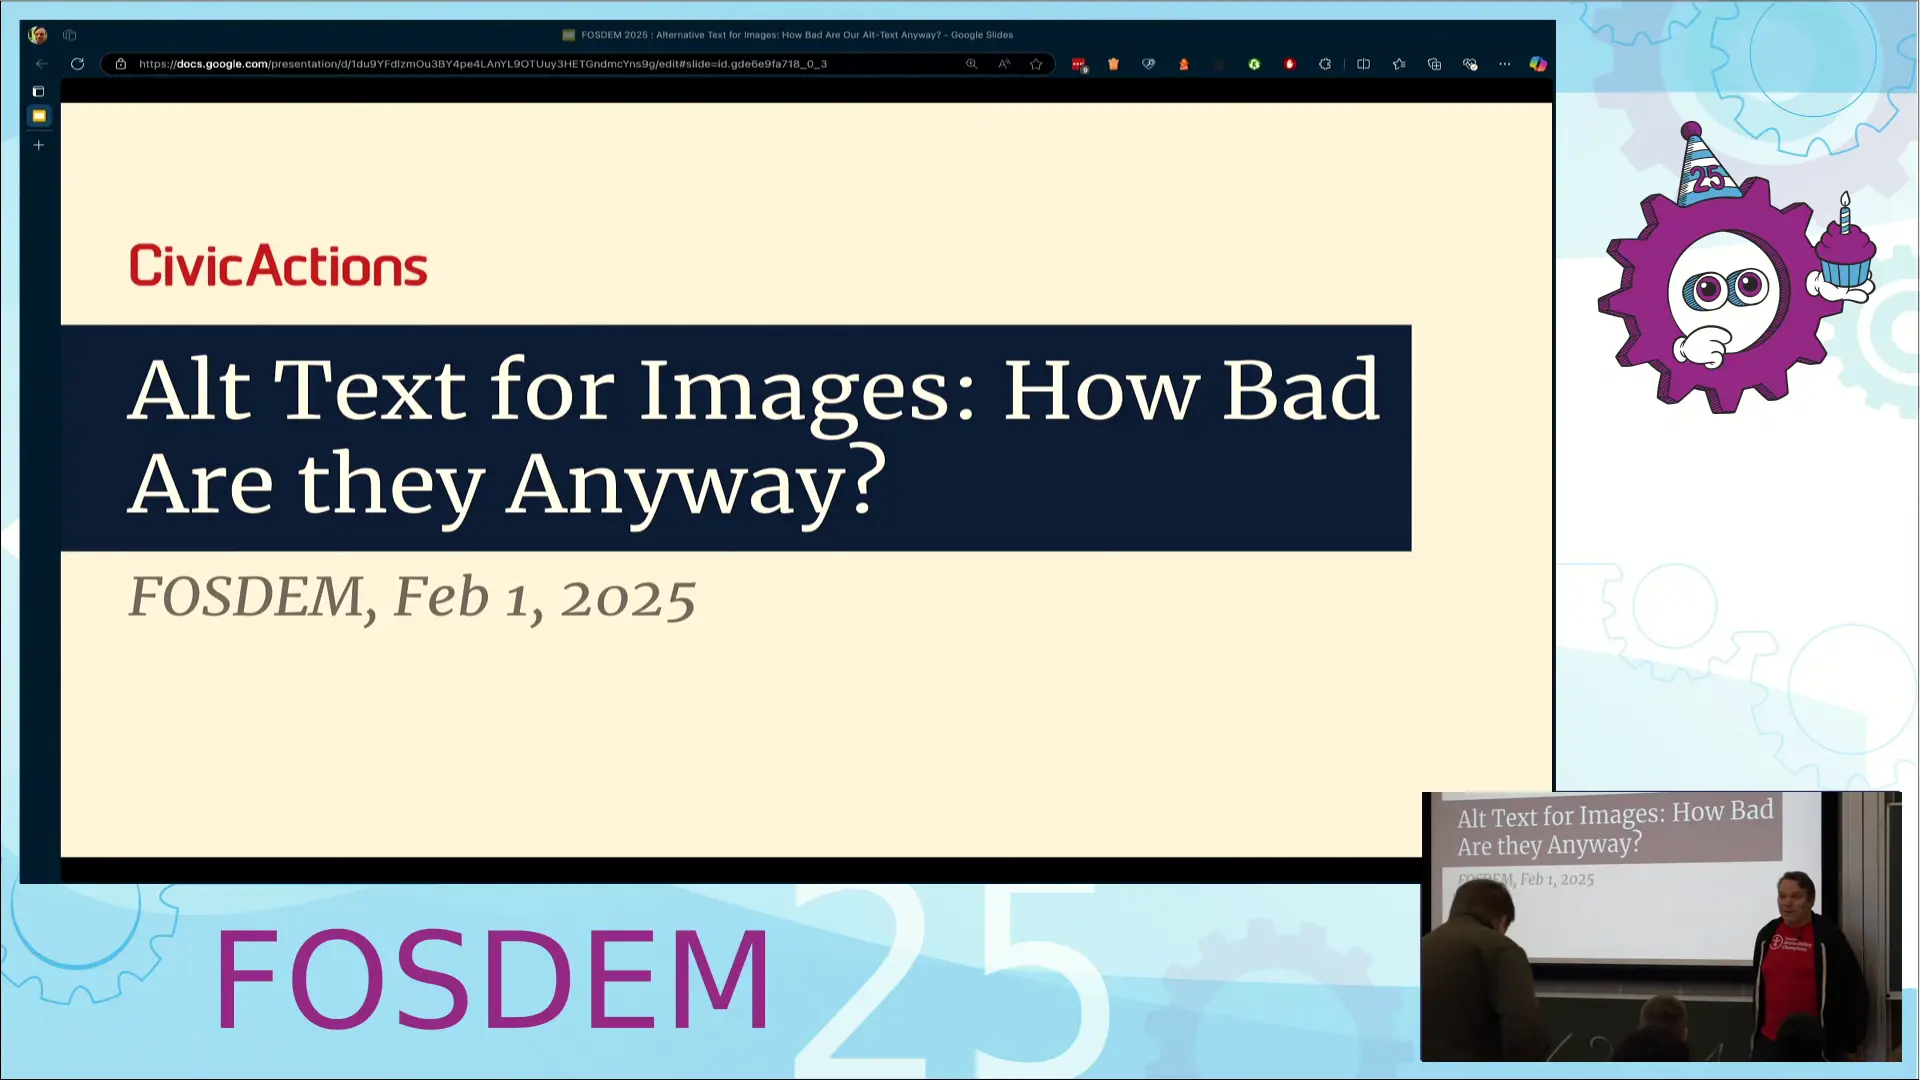 FOSDEM 2025 : Alternative Text for Images: How Bad Are Our Alt-Text Anyway? - Google Slides
https://docs.google.com/presentation/d/1du9YFdlzmOu3BY4pe4LAnYL9OTUuy3HETGndmcYns9g/edit#slide=id.gde6e9fa718_0_3
CivicActions
Alt Text for Images: How Bad
Are they Anyway?
FOSDEM, Feb 1, 2025
25
Alt Text for Images: How Bad
Are they Anyway?
FOSDEM, Feb 1, 2025
FOSDEM 25